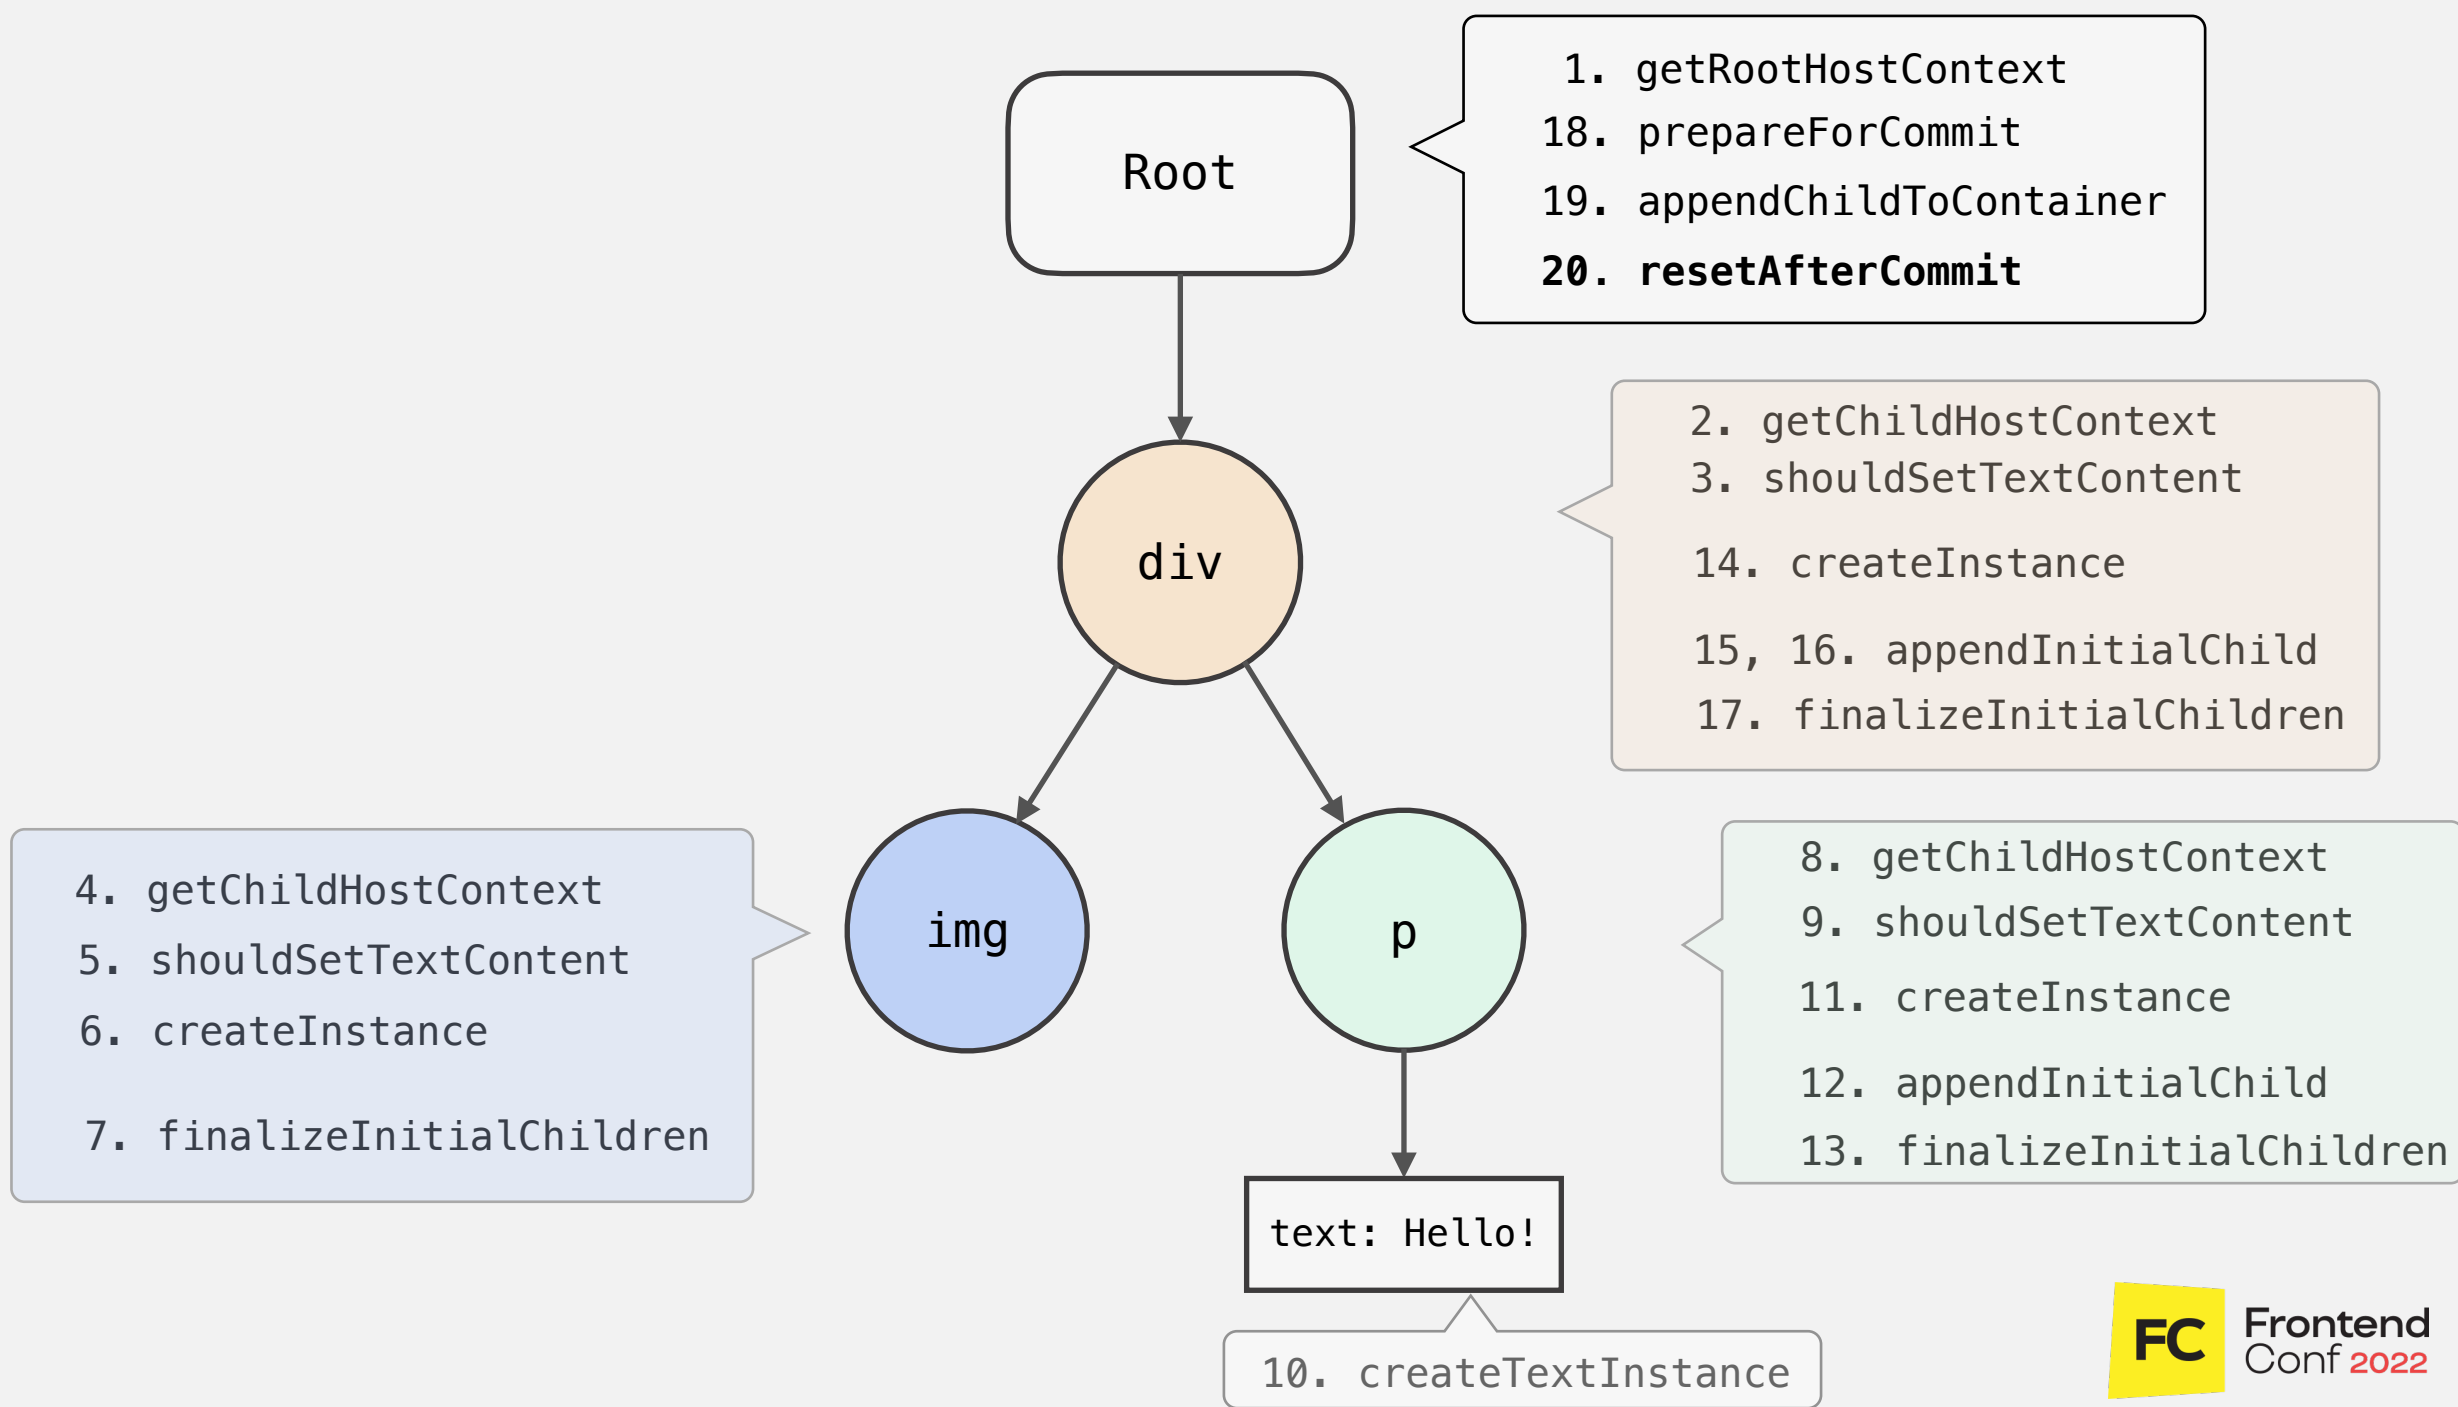 Root
1. getRootHostContext
18. prepareForCommit
19. appendChildToContainer
20. resetAfterCommit
div
2. getChildHostContext
3. shouldSetTextContent
14. createInstance
15, 16. appendInitialChild
17. finalizeInitialChildren
4. getChildHostContext
5. shouldSetTextContent
6. createInstance
7. finalizeInitialChildren
img
p
8. getChildHostContext
9. shouldSetTextContent
11. createInstance
12. appendInitialChild
13. finalizeInitialChildren
text: Hello!
10. createTextInstance
FC
Frontend
Conf 2022